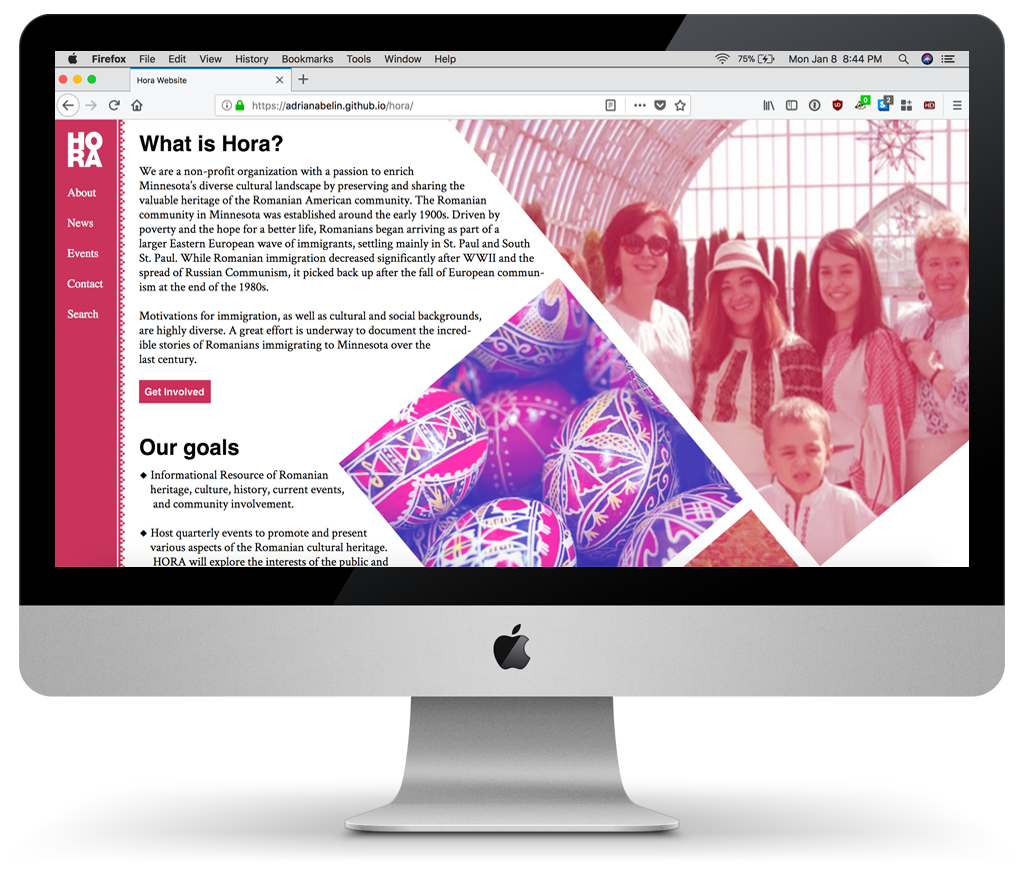 Firefox File Edit View History Bookmarks Tools Window Help 75% Mon Jan 8 8:44 PM
Hora Website
https://adrianabelin.github.io/hora/
0 2 HD
HO
RA
About
News
Events
Contact
Search
What is Hora?
We are a non-profit organization with a passion to enrich
Minnesota's diverse cultural landscape by preserving and sharing the
valuable heritage of the Romanian American community. The Romanian
community in Minnesota was established around the early 1900s. Driven by
poverty and the hope for a better life, Romanians began arriving as part of a
larger Eastern European wave of immigrants, settling mainly in St. Paul and South
St. Paul. While Romanian immigration decreased significantly after WWII and the
spread of Russian Communism, it picked back up after the fall of European commun-
ism at the end of the 1980s.
Motivations for immigration, as well as cultural and social backgrounds,
are highly diverse. A great effort is underway to document the incred-
ible stories of Romanians immigrating to Minnesota over the
last century.
Get Involved
Our goals
◆ Informational Resource of Romanian
heritage, culture, history, current events,
and community involvement.
◆ Host quarterly events to promote and present
various aspects of the Romanian cultural heritage.
HORA will explore the interests of the public and